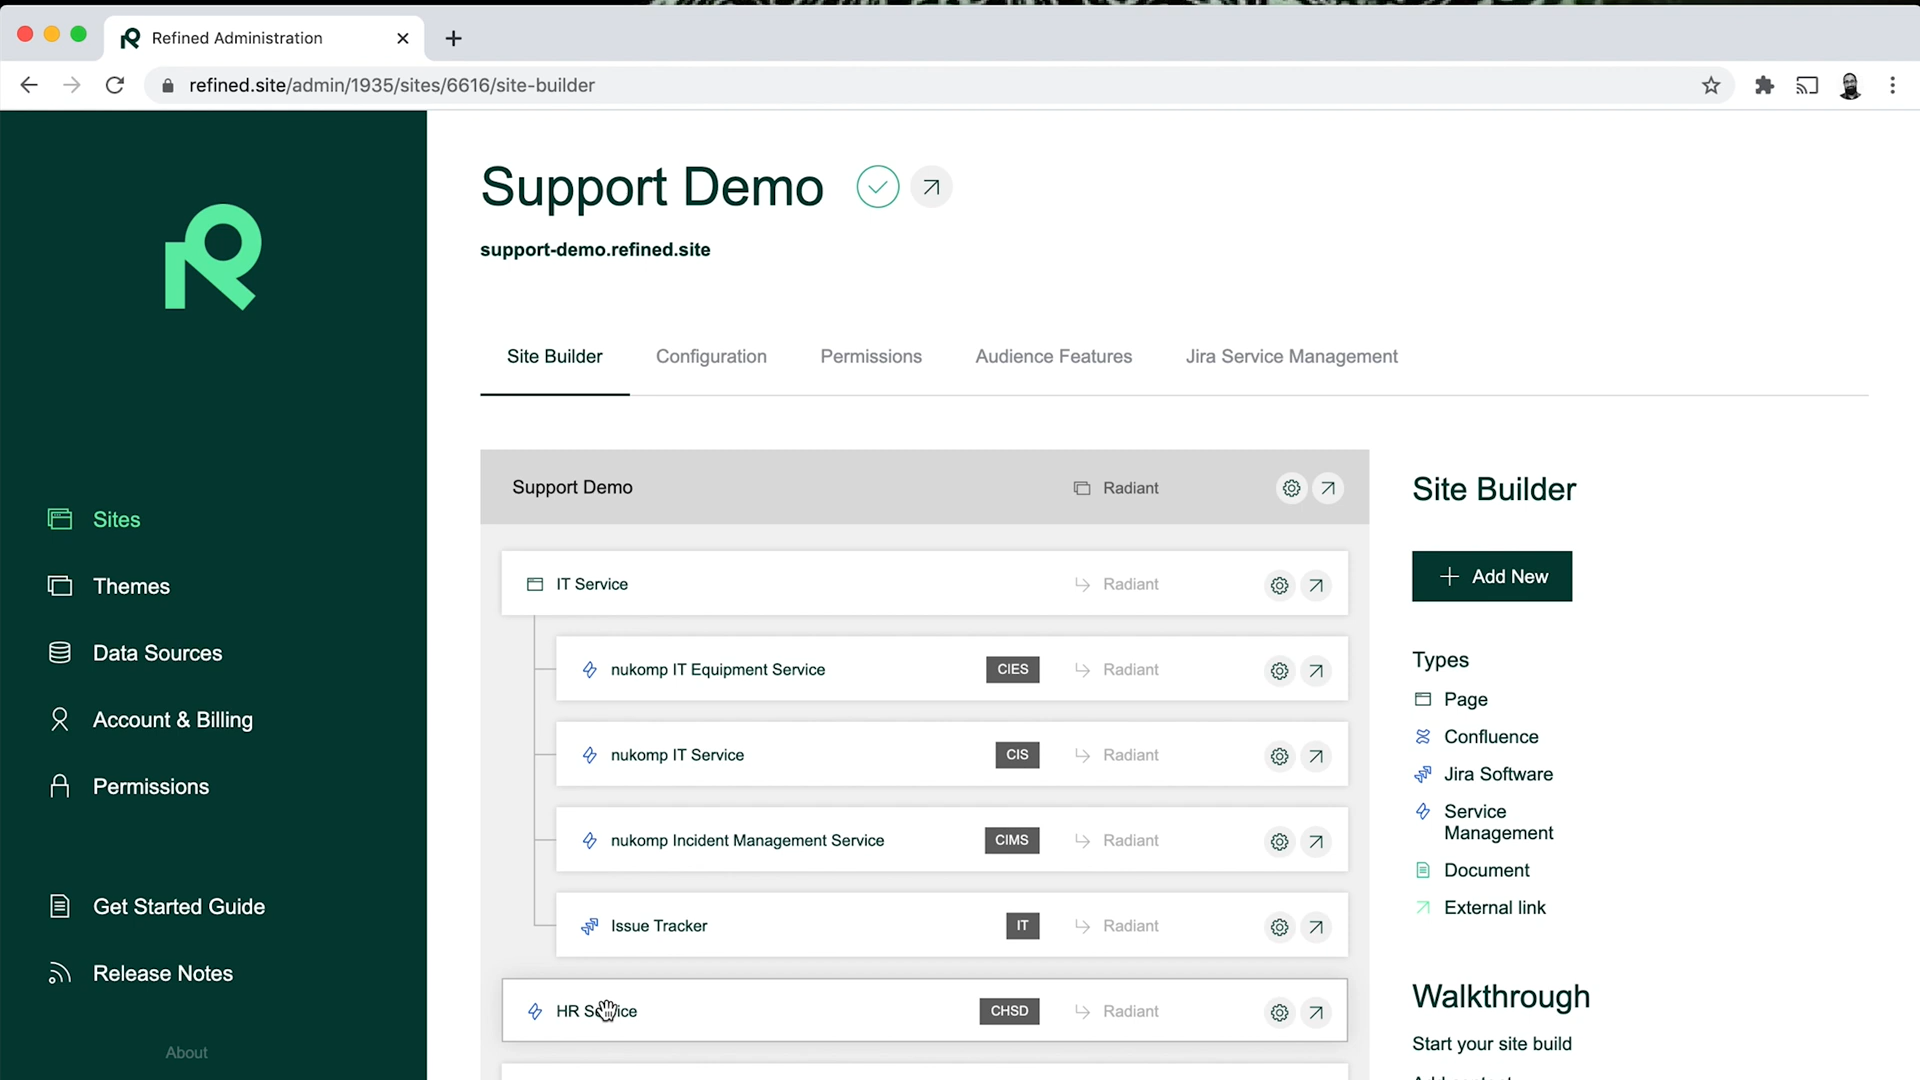 Refined Administration
refined.site/admin/1935/sites/6616/site-builder
Support Demo
support-demo.refined.site
Site Builder
Configuration
Permissions
Audience Features
Jira Service Management
Sites
Themes
Data Sources
Account & Billing
Permissions
Get Started Guide
Release Notes
About
Support Demo
Radiant
IT Service
Radiant
nukomp IT Equipment Service
CIES
Radiant
nukomp IT Service
CIS
Radiant
nukomp Incident Management Service
CIMS
Radiant
Issue Tracker
IT
Radiant
HR Service
CHSD
Radiant
Site Builder
Add New
Types
Page
Confluence
Jira Software
Service
Management
Document
External link
Walkthrough
Start your site build